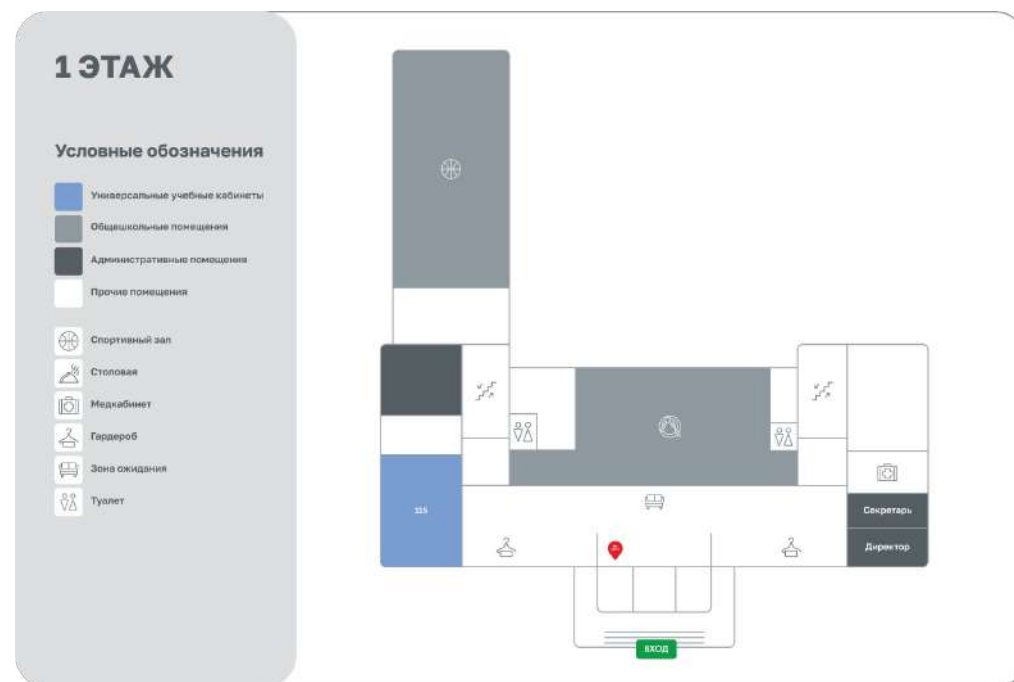 1 ЭТАЖ
Условные обозначения
Универсальные учебные кабинеты
Общешкольные помещения
Административные помещения
Прочие помещения
Спортивный зал
Столовая
Медкабинет
Гардероб
Зона ожидания
Туалет
115
Секретарь
Директор
ВХОД